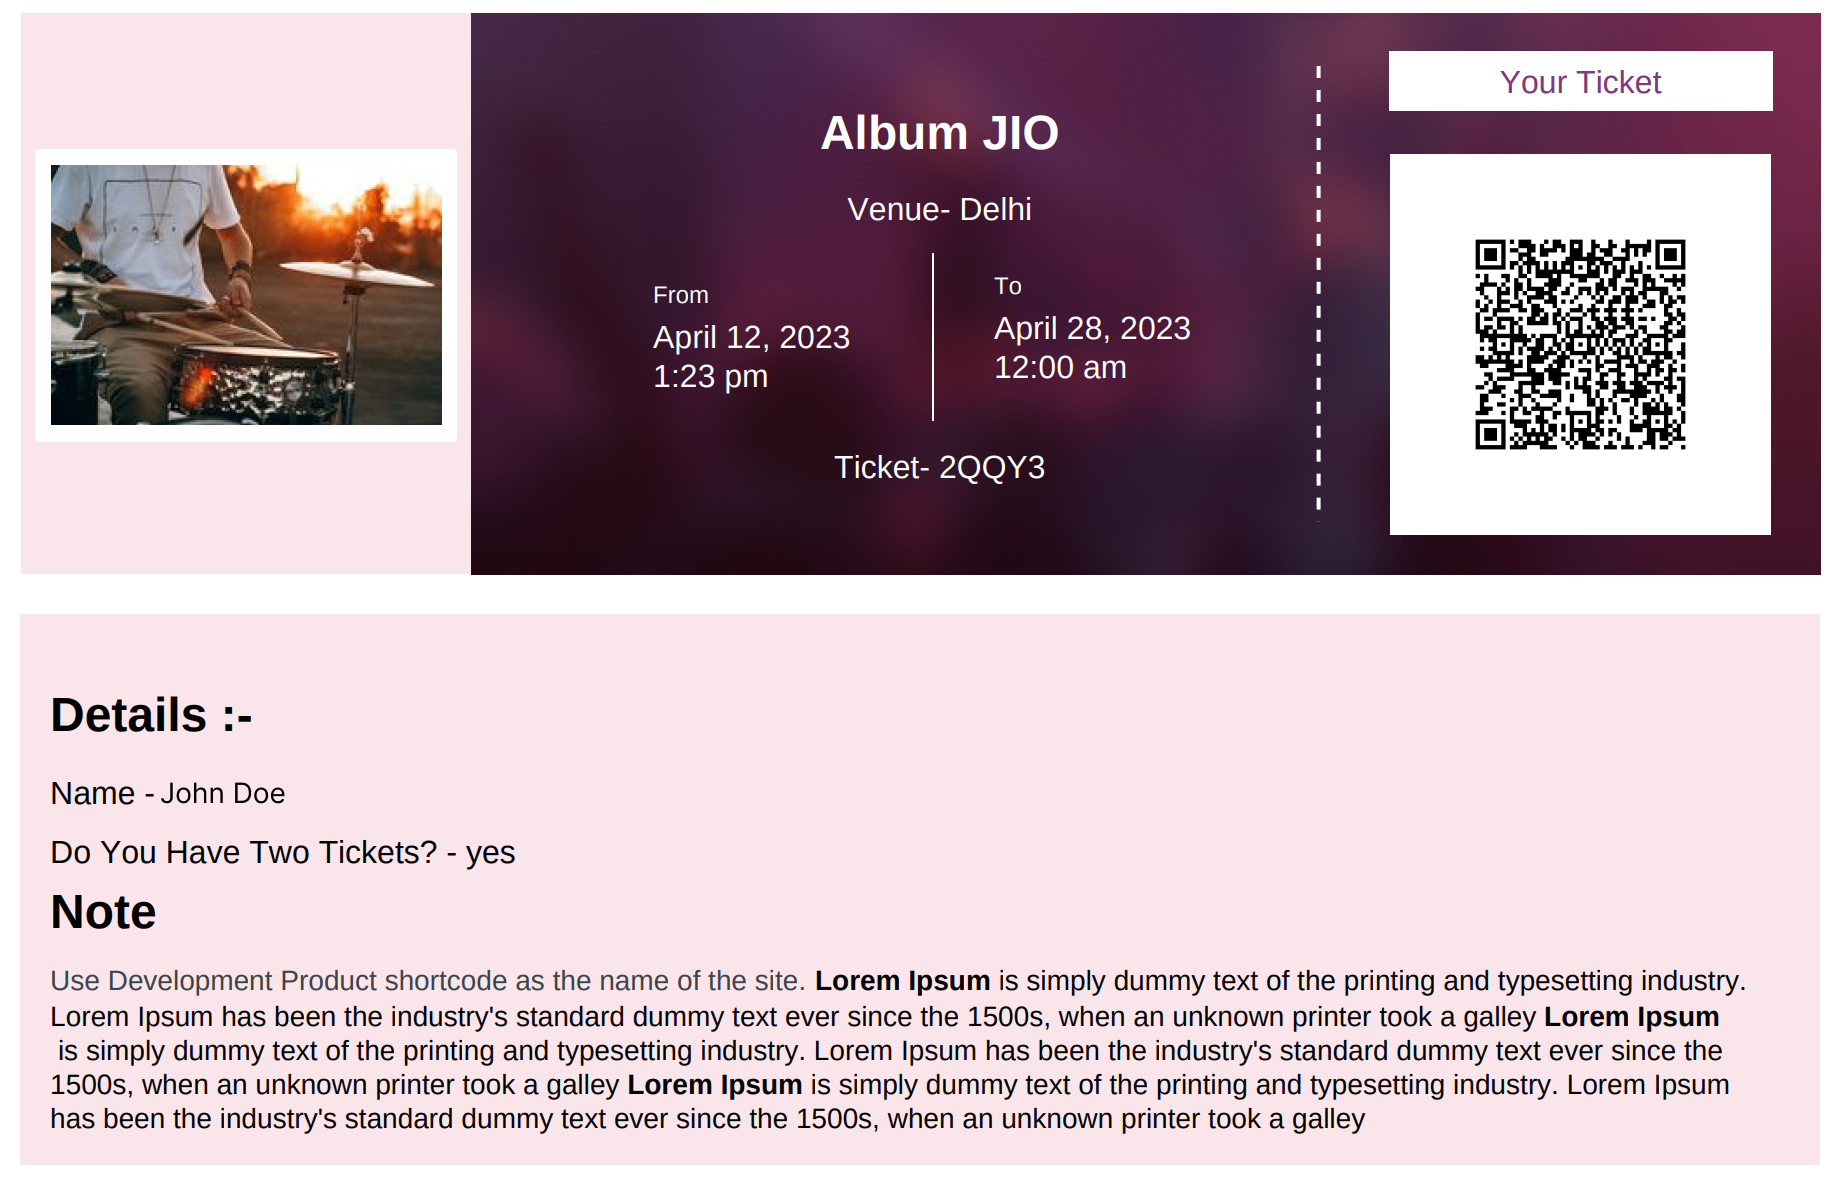 Your Ticket
Album JIO
Venue- Delhi
From
April 12, 2023
1:23 pm
To
April 28, 2023
12:00 am
Ticket- 2QQY3
Details :-
Name - John Doe
Do You Have Two Tickets? - yes
Note
Use Development Product shortcode as the name of the site. Lorem Ipsum is simply dummy text of the printing and typesetting industry.
Lorem Ipsum has been the industry's standard dummy text ever since the 1500s, when an unknown printer took a galley Lorem Ipsum
is simply dummy text of the printing and typesetting industry. Lorem Ipsum has been the industry's standard dummy text ever since the
1500s, when an unknown printer took a galley Lorem Ipsum is simply dummy text of the printing and typesetting industry. Lorem Ipsum
has been the industry's standard dummy text ever since the 1500s, when an unknown printer took a galley